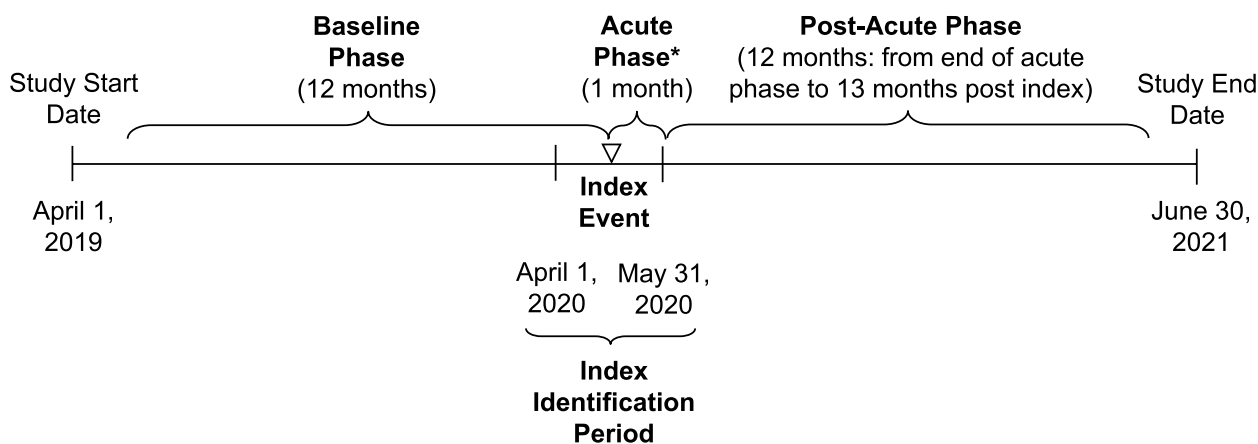 Baseline
Phase
(12 months)
Acute
Phase*
(1 month)
Post-Acute Phase
(12 months: from end of acute
phase to 13 months post index)
Study Start
Date
Study End
Date
Index
Event
April 1,
2019
June 30,
2021
April 1,
2020
May 31,
2020
Index
Identification
Period